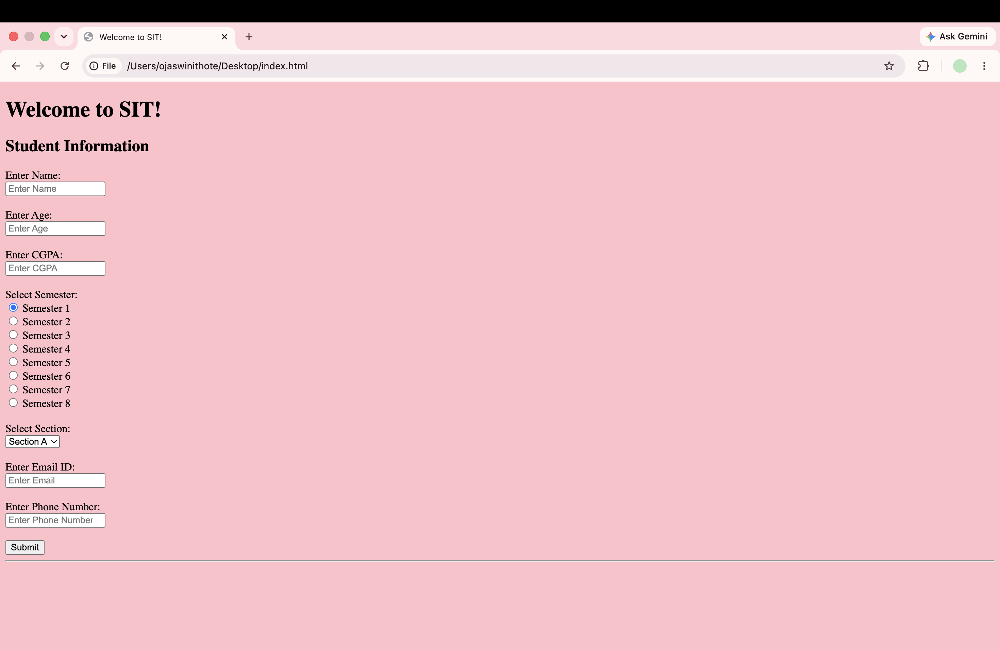 Welcome to SIT!
Ask Gemini
File /Users/ojaswinithote/Desktop/index.html
Welcome to SIT!
Student Information
Enter Name:
Enter Name
Enter Age:
Enter Age
Enter CGPA:
Enter CGPA
Select Semester:
Semester 1
Semester 2
Semester 3
Semester 4
Semester 5
Semester 6
Semester 7
Semester 8
Select Section:
Section A
Enter Email ID:
Enter Email
Enter Phone Number:
Enter Phone Number
Submit